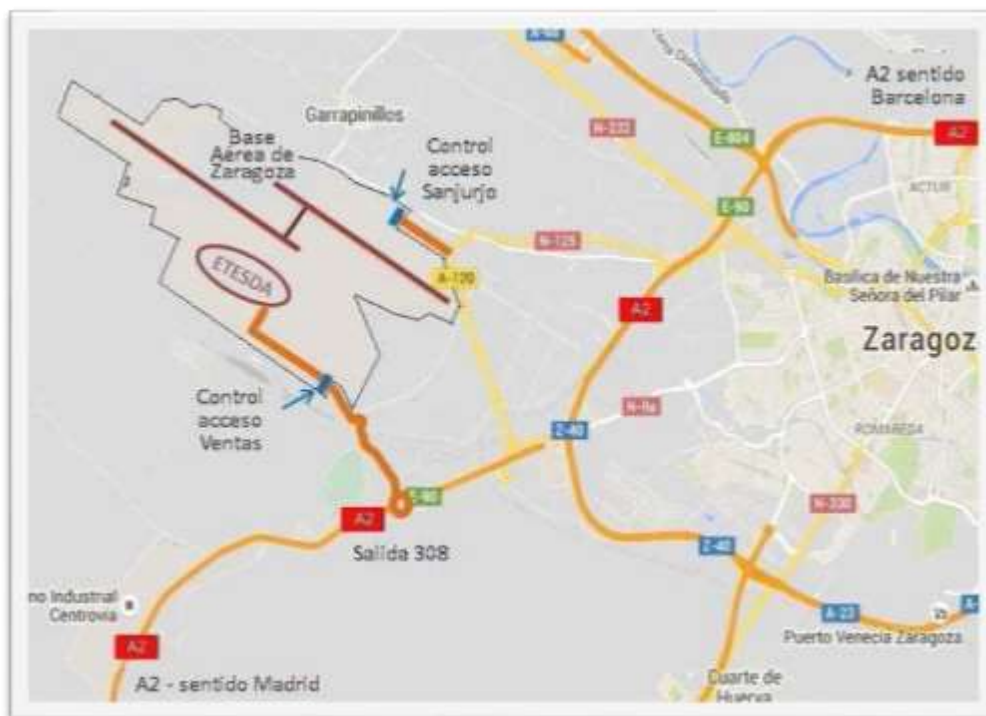 A2 sentido
Barcelona
Garrapinillos
N-232
E-804
A2
Base
Aérea de
Zaragoza
Control
acceso
Sanjurjo
ACTUR
E-90
N-125
A-120
Basílica de Nuestra
Señora del Pilar
ETESDA
A2
Zaragoz
Control
acceso
Ventas
N-IIa
Z-40
ROMAREDA
E-90
A2
N-330
Salida 308
Z-40
no Industrial
Centrovia
A-23
A-
A2
Puerto Venecia Zaragoza
A2 - sentido Madrid
Cuarte de
Huerva